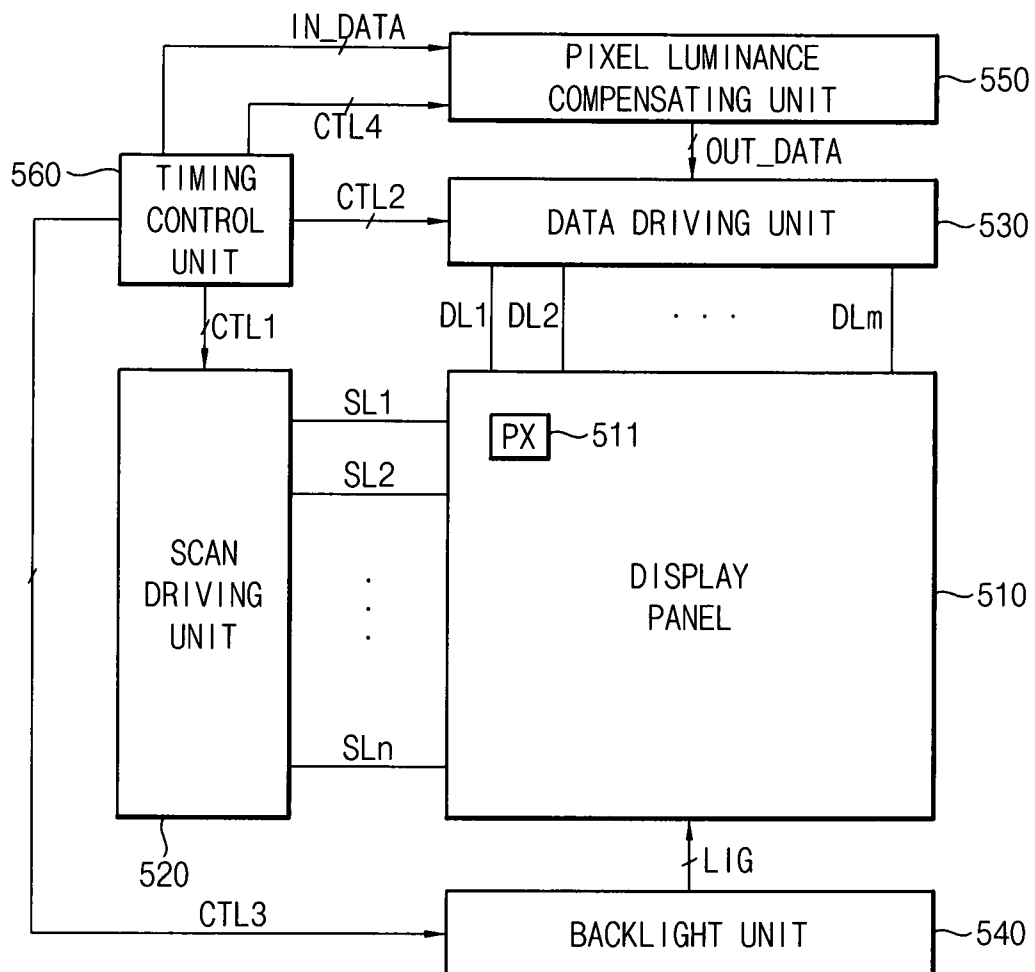 IN_DATA
PIXEL LUMINANCE
COMPENSATING UNIT
550
CTL4
OUT_DATA
560
TIMING
CONTROL
UNIT
CTL2
DATA DRIVING UNIT
530
CTL1
DL1
DL2
. . .
DLm
SL1
PX
511
SL2
SCAN
DRIVING
UNIT
.
.
.
DISPLAY
PANEL
510
SLn
520
LIG
CTL3
BACKLIGHT UNIT
540